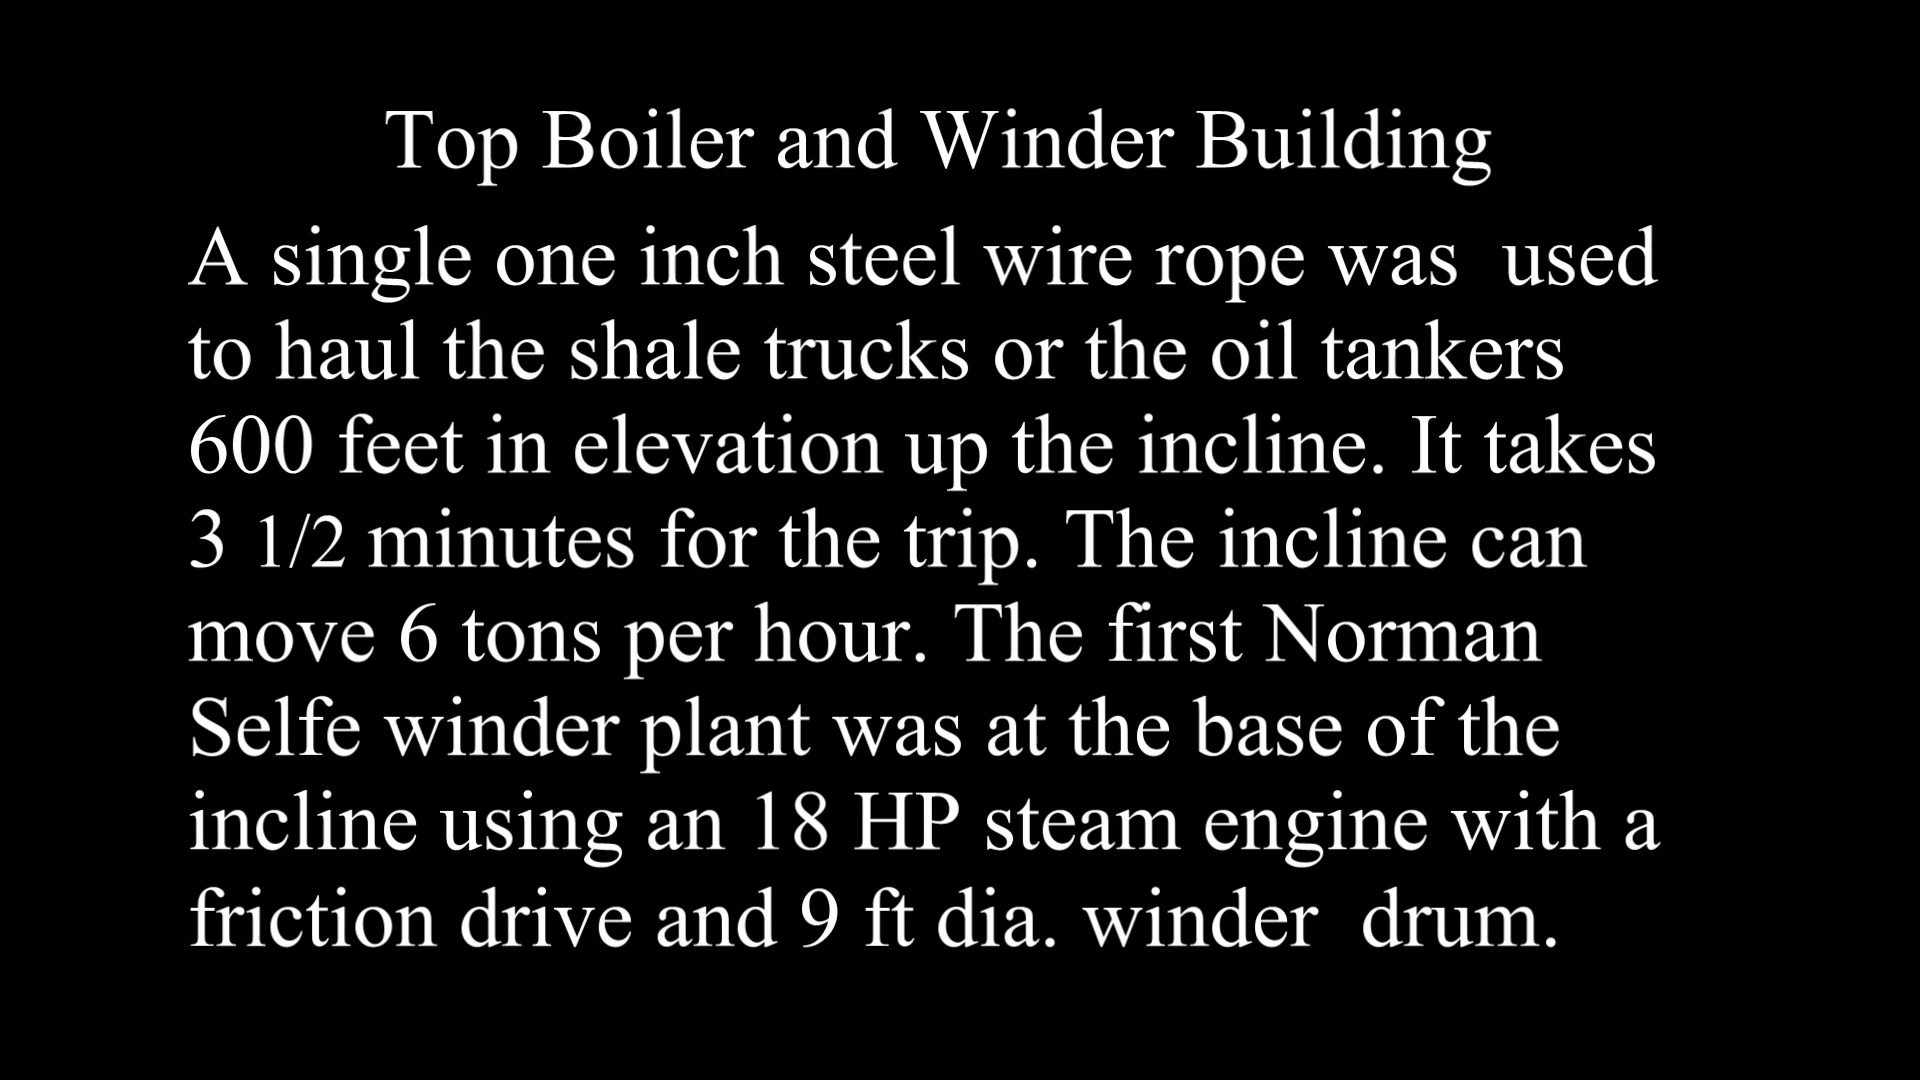 Top Boiler and Winder Building
A single one inch steel wire rope was  used
to haul the shale trucks or the oil tankers
600 feet in elevation up the incline. It takes
3 1/2 minutes for the trip. The incline can
move 6 tons per hour. The first Norman
Selfe winder plant was at the base of the
incline using an 18 HP steam engine with a
friction drive and 9 ft dia. winder  drum.